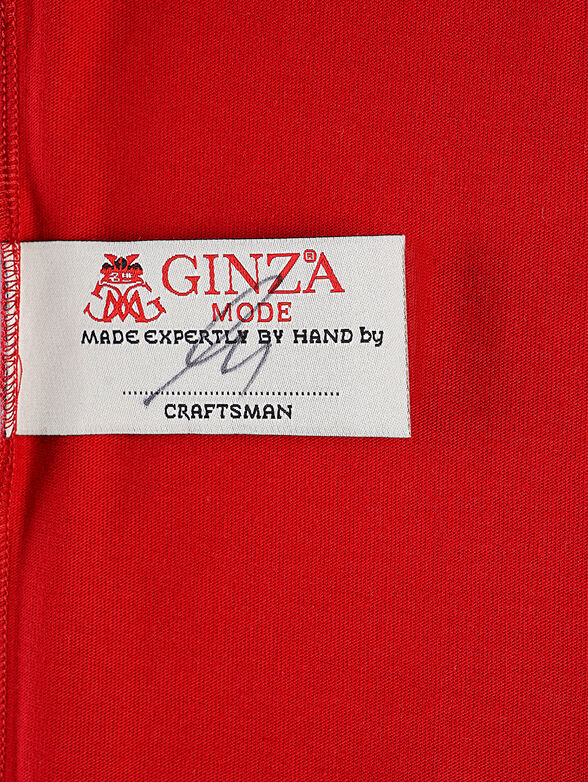 GINZA®
MODE
MADE EXPERTLY BY HAND by
CRAFTSMAN